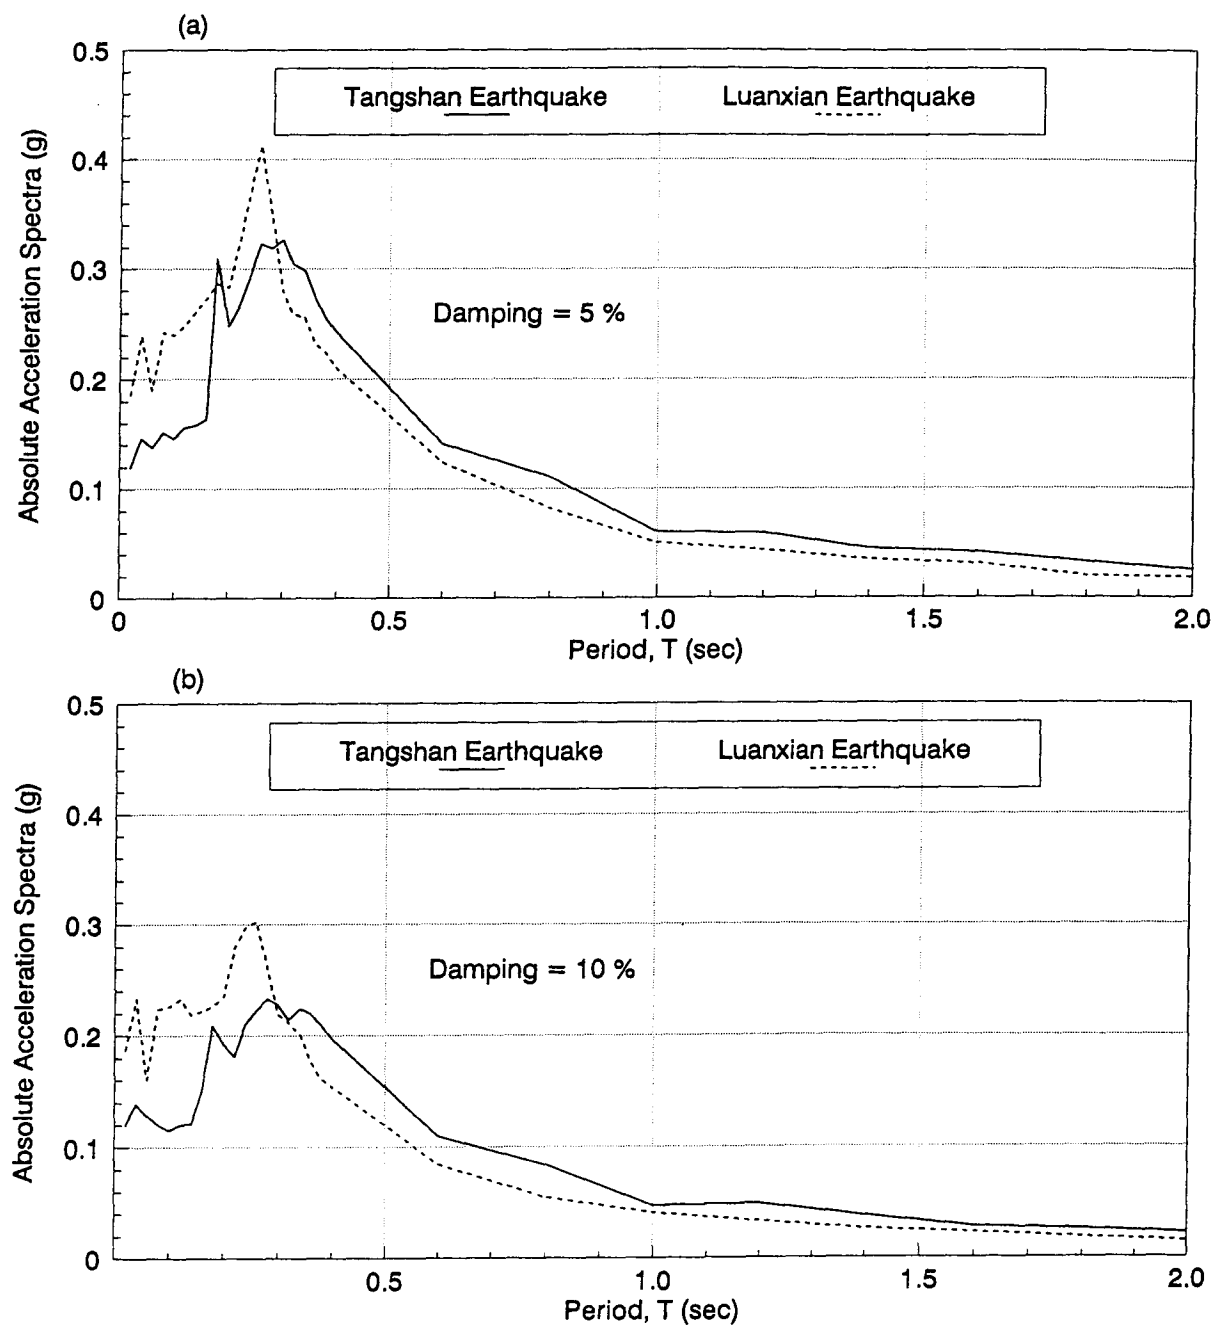 (a)
0.5
Tangshan Earthquake
Luanxian Earthquake
0.4
0.3
Damping = 5 %
0.2
0.1
0
Absolute Acceleration Spectra (g)
0 0.5 1.0 1.5 2.0
Period, T (sec)
(b)
0.5
Tangshan Earthquake
Luanxian Earthquake
0.4
0.3
Damping = 10 %
0.2
0.1
0
Absolute Acceleration Spectra (g)
0.5 1.0 1.5 2.0
Period, T (sec)